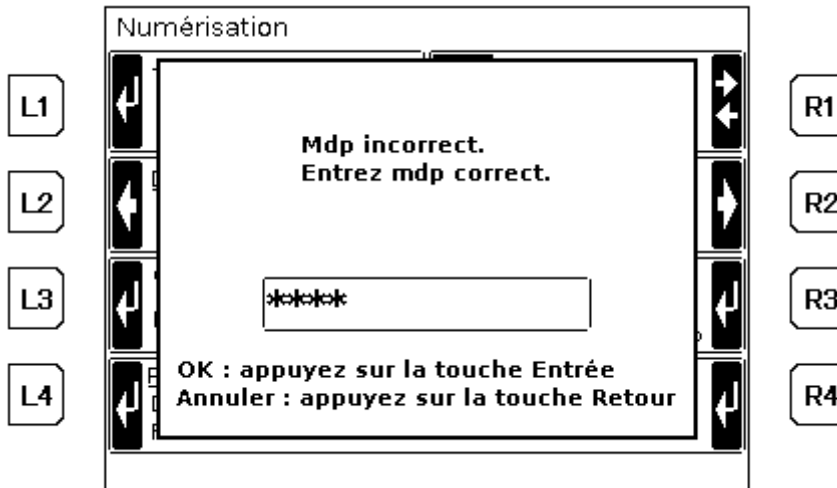 Numérisation
L1
R1
Mdp incorrect.
Entrez mdp correct.
L2
R2
****
L3
R3
OK : appuyez sur la touche Entrée
Annuler : appuyez sur la touche Retour
L4
R4